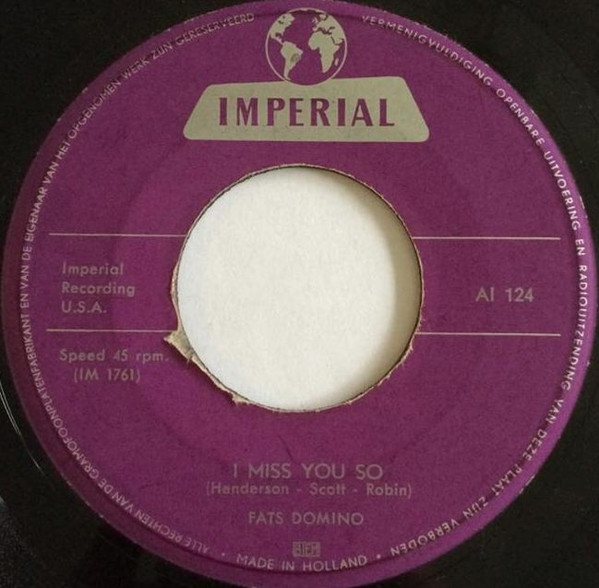 IMPERIAL
Imperial
Recording
U.S.A.
AI 124
Speed 45 rpm.
(IM 1761)
I MISS YOU SO
(Henderson - Scott - Robin)
FATS DOMINO
BIEM
• MADE IN HOLLAND •
ALLE RECHTEN VAN DE GRAMOFOONPLATENFABRIKANT EN VAN DE EIGENAAR VAN HET OPGENOMEN WERK ZIJN GERESERVEERD
VERMENIGVULDIGING OPENBARE UITVOERING EN RADIOUITZENDING VAN DEZE PLAAT ZIJN VERBODEN